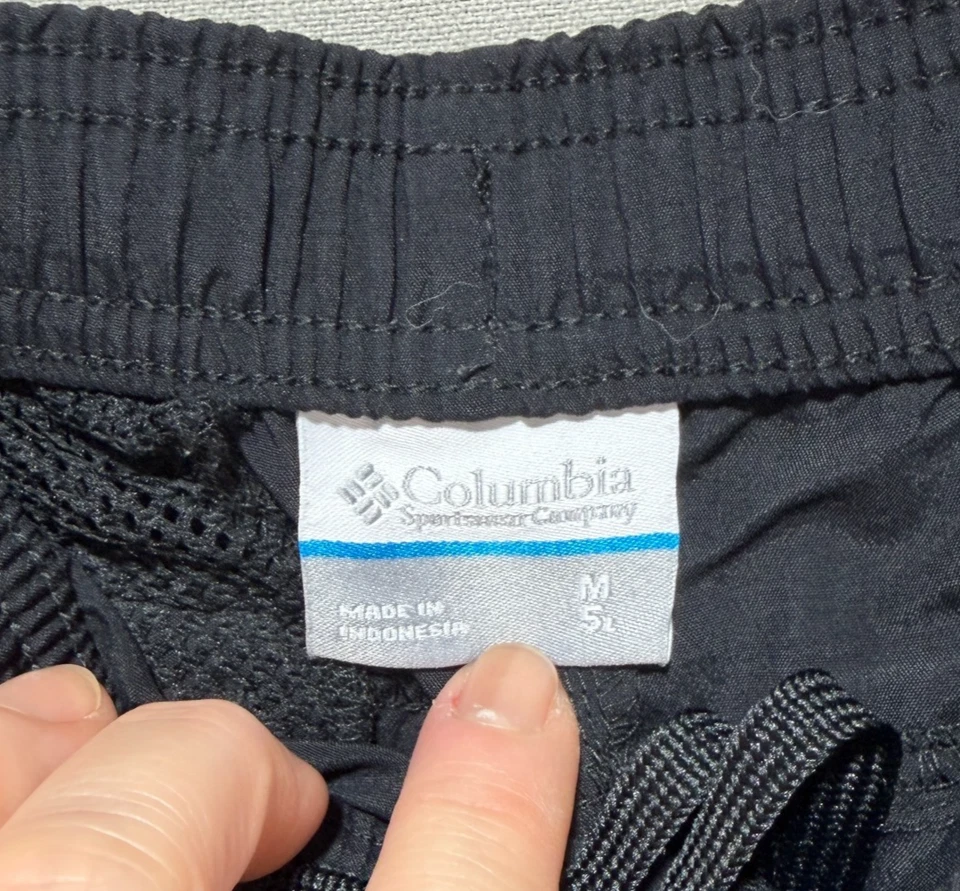 Columbia
Sportswear Company
MADE IN
INDONESIA
M
5L